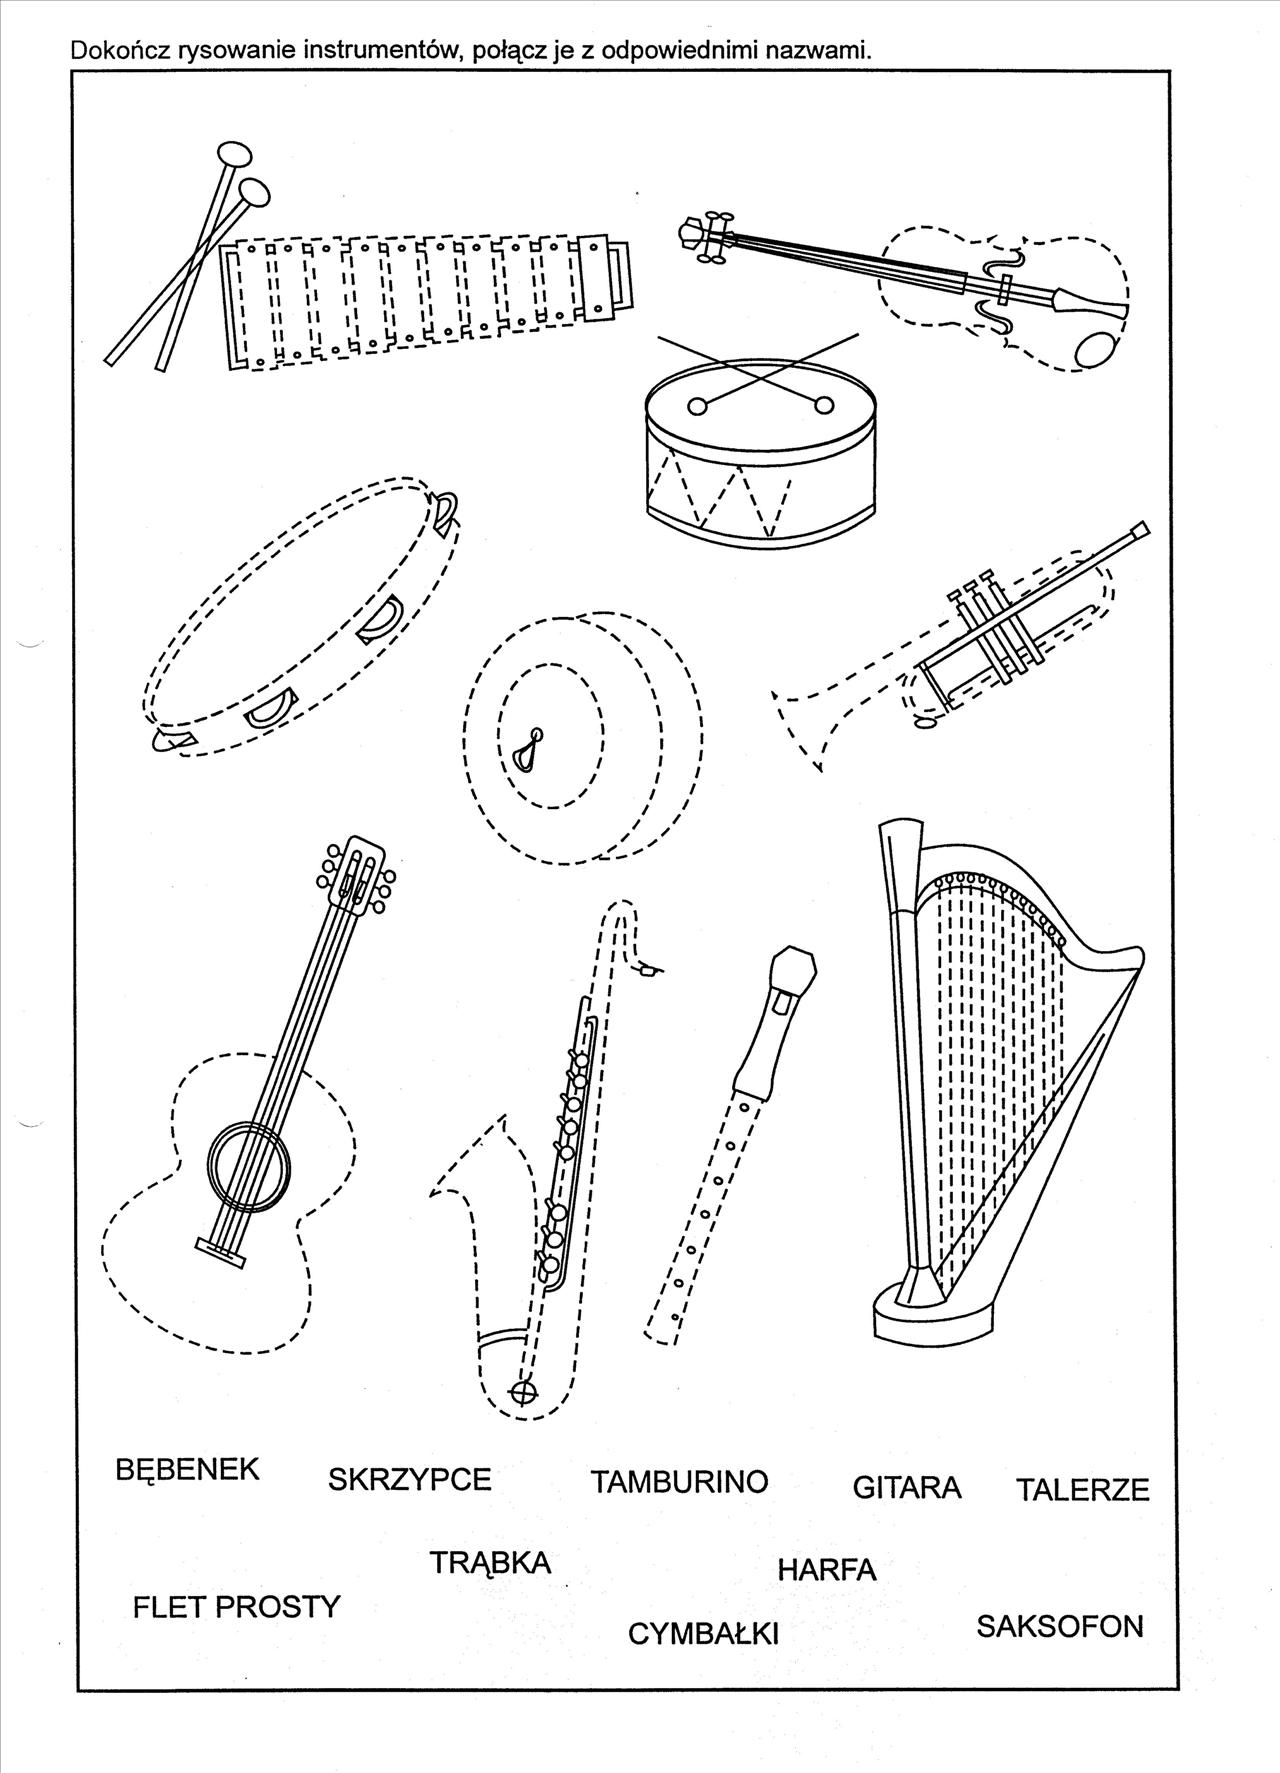 Dokończ rysowanie instrumentów, połącz je z odpowiednimi nazwami.
BĘBENEK
SKRZYPCE
TAMBURINO
GITARA
TALERZE
TRĄBKA
HARFA
FLET PROSTY
CYMBAŁKI
SAKSOFON